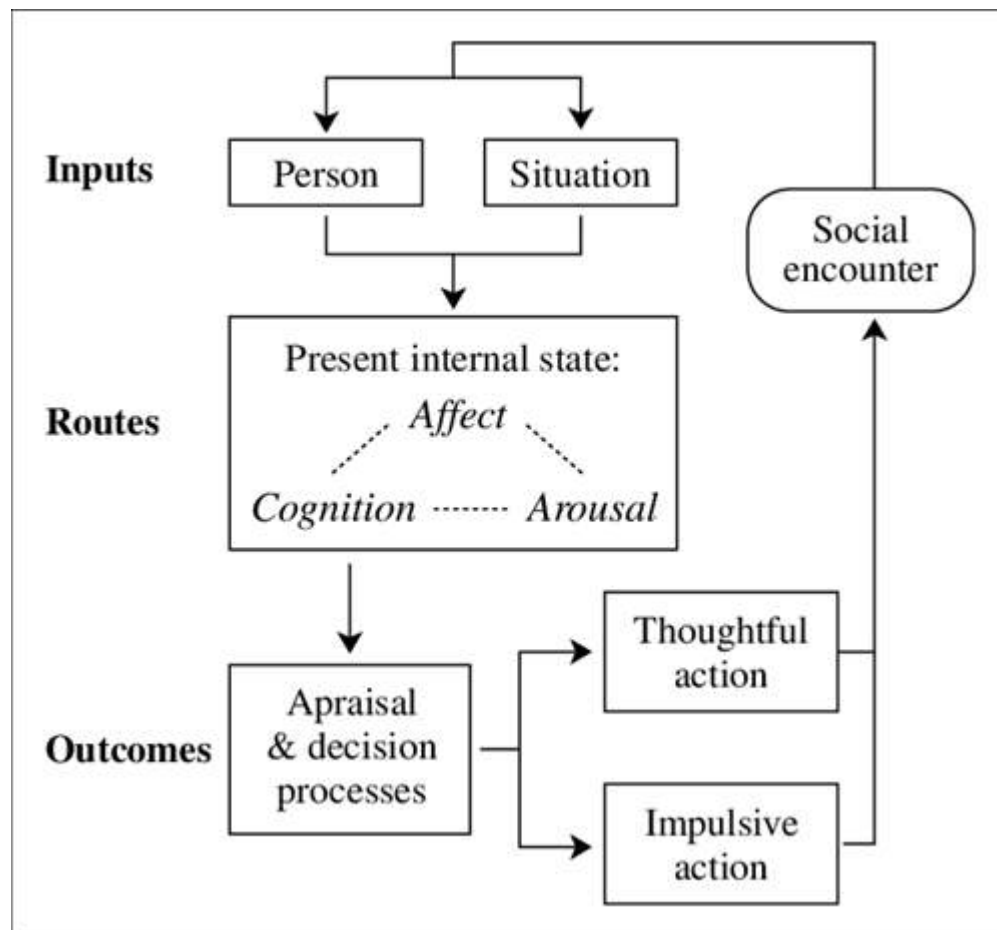 Inputs
Person
Situation
Social
encounter
Routes
Present internal state:
Affect
Cognition
Arousal
Outcomes
Apraisal
& decision
processes
Thoughtful
action
Impulsive
action